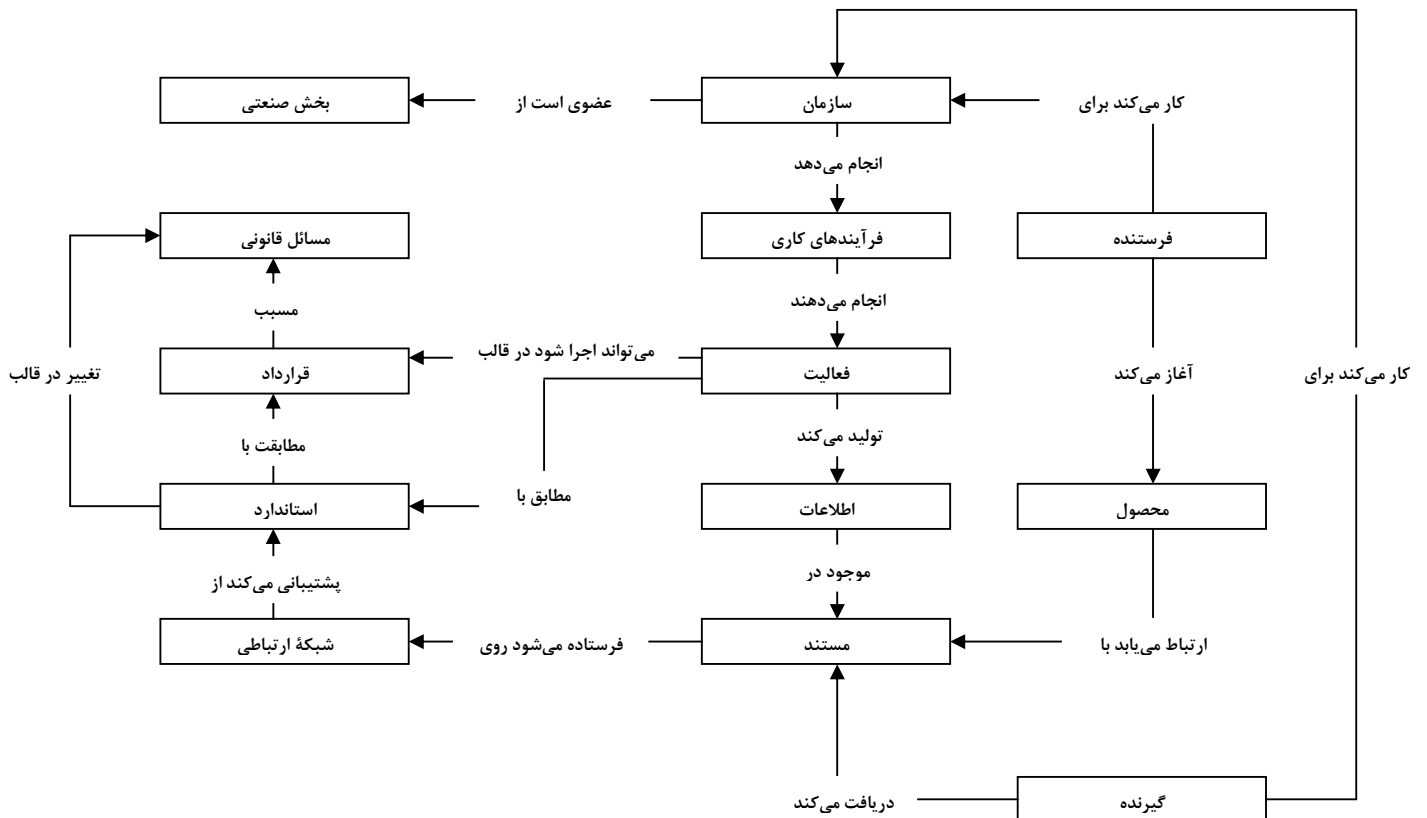 سازمان
کار می‌کند برای
عضوی است از
بخش صنعتی
انجام می‌دهد
فرستنده
فرآیندهای کاری
مسائل قانونی
انجام می‌دهند
مسبب
کار می‌کند برای
آغاز می‌کند
فعالیت
می‌تواند اجرا شود در قالب
قرارداد
تغییر در قالب
تولید می‌کند
مطابقت با
محصول
اطلاعات
مطابق با
استاندارد
موجود در
پشتیبانی می‌کند از
ارتباط می‌یابد با
مستند
فرستاده می‌شود روی
شبکهٔ ارتباطی
گیرنده
دریافت می‌کند